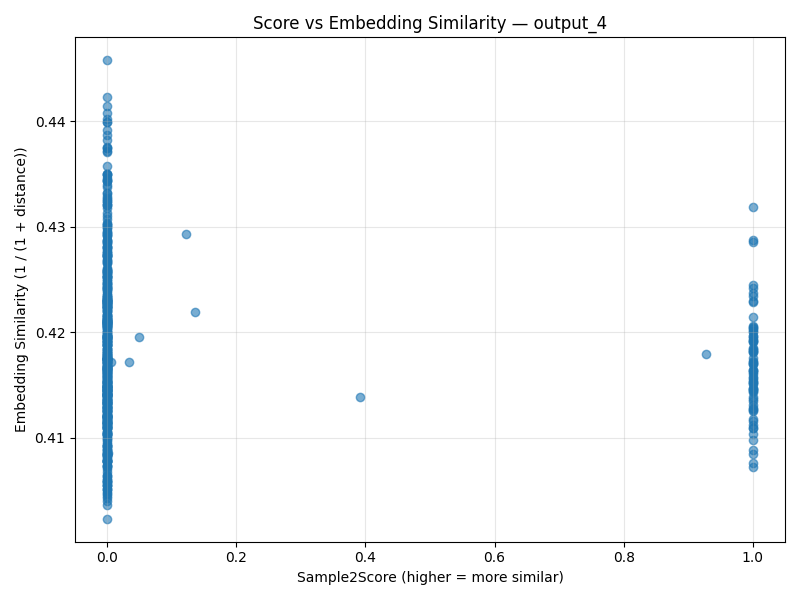 Score vs Embedding Similarity — output_4
Embedding Similarity (1 / (1 + distance))
0.44
0.43
0.42
0.41
0.0 0.2 0.4 0.6 0.8 1.0
Sample2Score (higher = more similar)